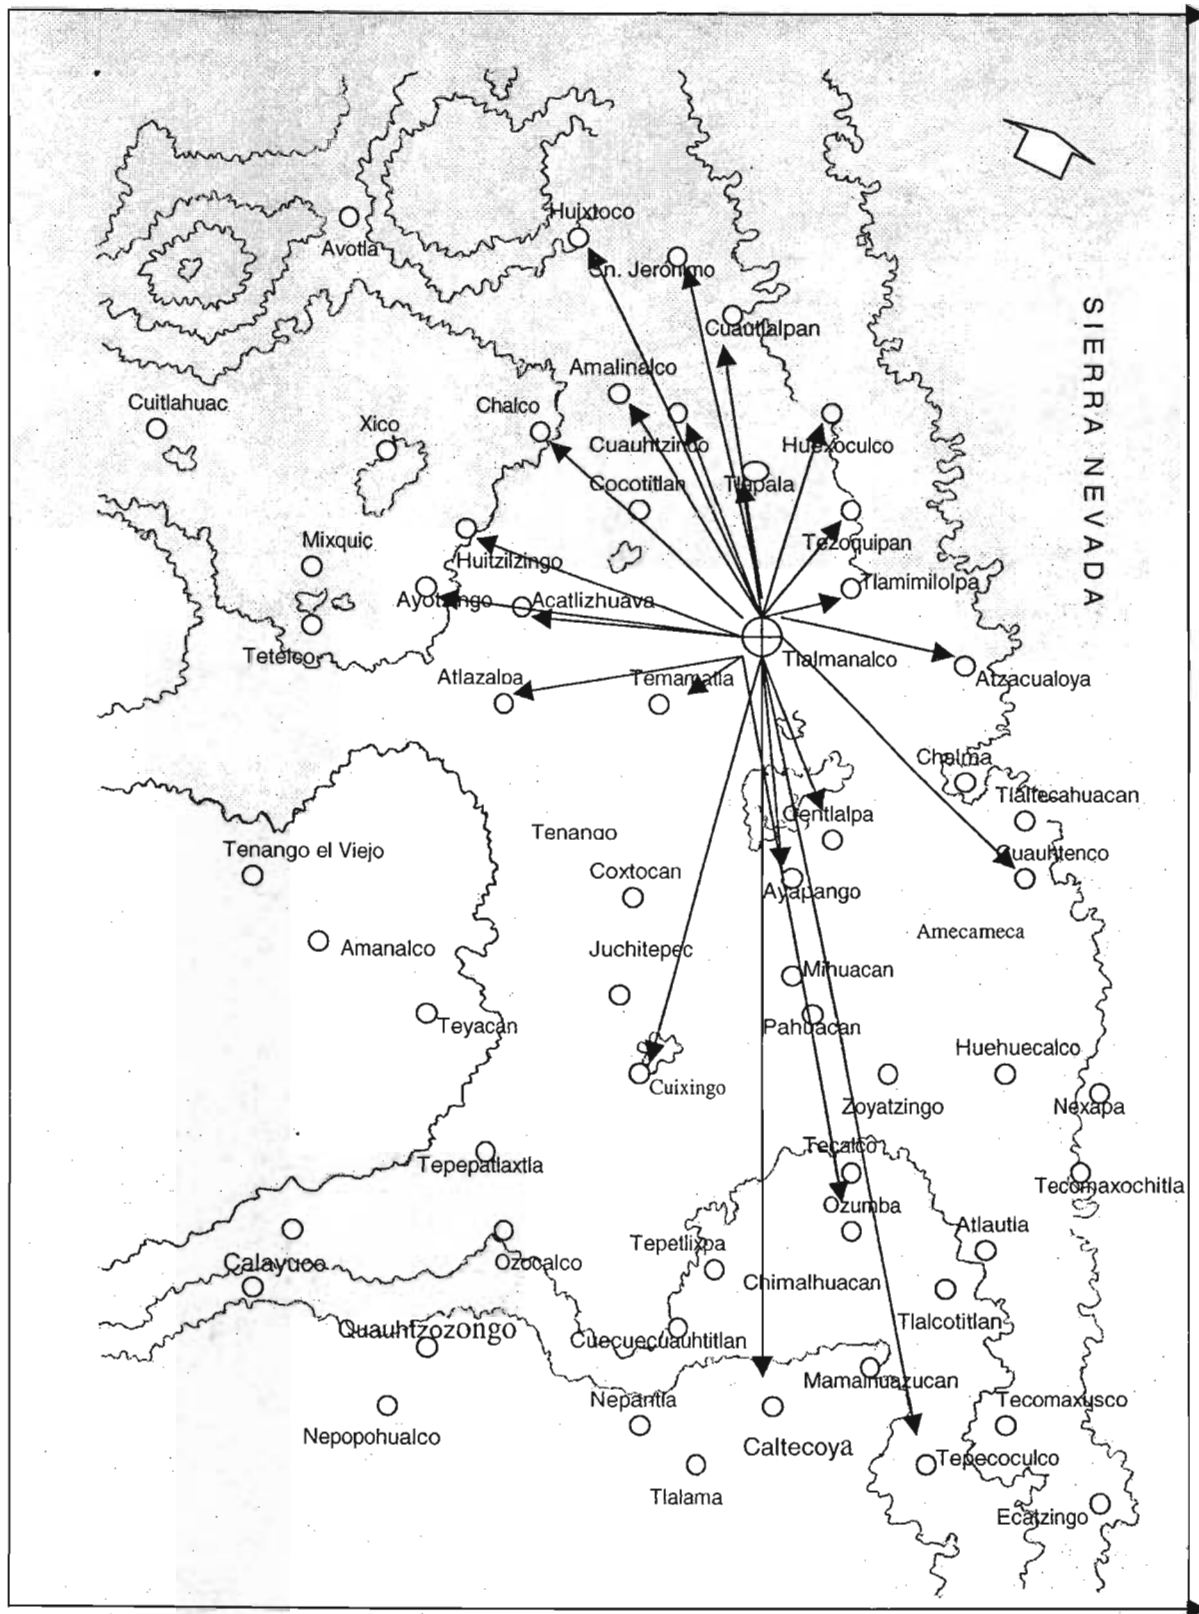 Huixtoco
Avotla
Sn. Jeronimo
Cuautlalpan
SIERRA NEVADA
Amalinalco
Cuitlahuac
Chalco
Xico
Cuauhtzinco
Huexoculco
Cocotitlan
Tlapala
Mixquic
Tezoquipan
Huitzilzingo
Tlamimilolpa
Ayotzingo
Acatlizhuava
Tetelco
Tlalmanalco
Atlazalpa
Temamatla
Atzacualoya
Chalma
Tlaltecahuacan
Centlalpa
Tenango
Tenango el Viejo
Cuauhtenco
Coxtocan
Ayapango
Amecameca
Amanalco
Juchitepec
Mihuacan
Teyacan
Pahuacan
Huehuecalco
Cuixingo
Zoyatzingo
Nexapa
Tecalco
Tepepatlaxtla
Tecomaxochitla
Ozumba
Atlautla
Tepetlixpa
Calayuco
Ozocalco
Chimalhuacan
Tlalcotitlan
Quauhtzozongo
Cuecuecuauhtitlan
Mamalhuazucan
Nepantla
Tecomaxusco
Nepopohualco
Caltecoya
Tepecoculco
Tlalama
Ecatzingo